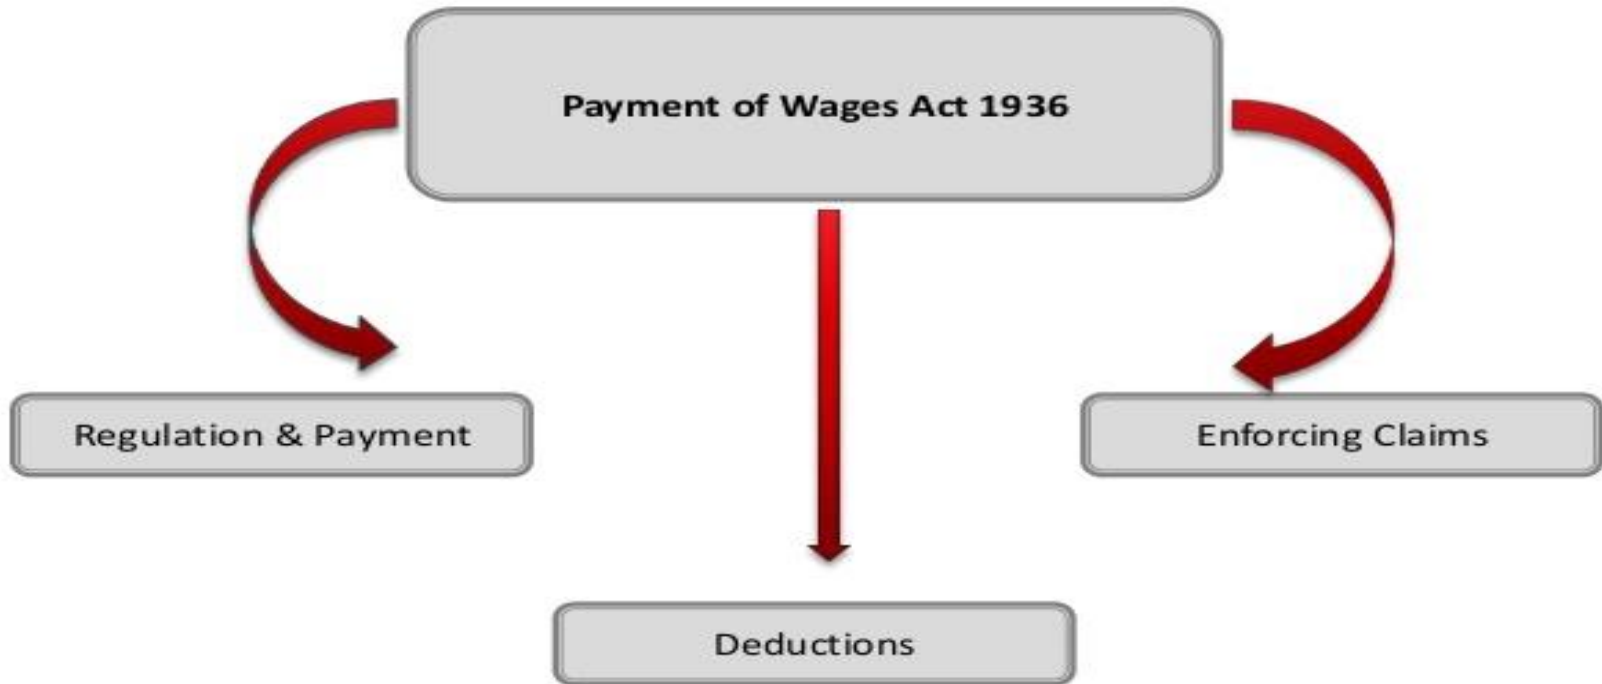 Payment of Wages Act 1936
Regulation & Payment
Enforcing Claims
Deductions